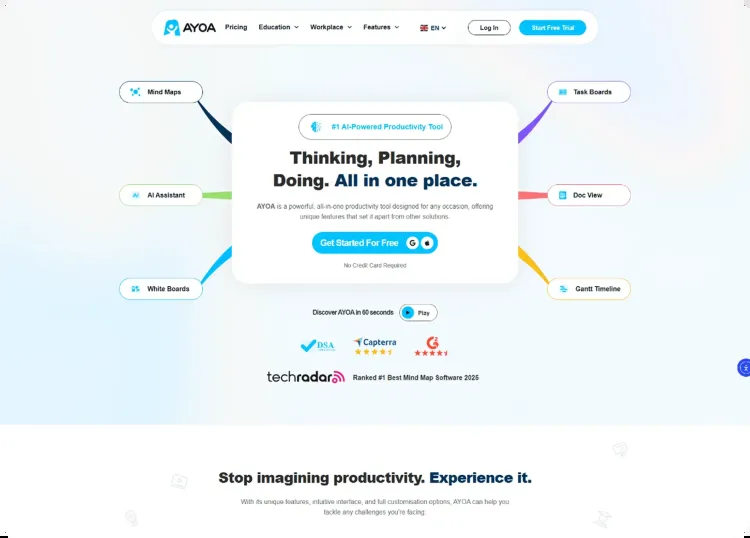 AYOA Pricing Education Workplace Features EN Log In Start Free Trial
Mind Maps
Task Boards
#1 AI-Powered Productivity Tool
Thinking, Planning,
Doing. All in one place.
AI Assistant
Doc View
AYOA is a powerful, all-in-one productivity tool designed for any occasion, offering
unique features that set it apart from other solutions.
Get Started For Free
No Credit Card Required
White Boards
Gantt Timeline
Discover AYOA in 60 seconds Play
DSA
Capterra
techradar Ranked #1 Best Mind Map Software 2025
Stop imagining productivity. Experience it.
With its unique features, intuitive interface, and full customisation options, AYOA can help you
tackle any challenges you're facing.